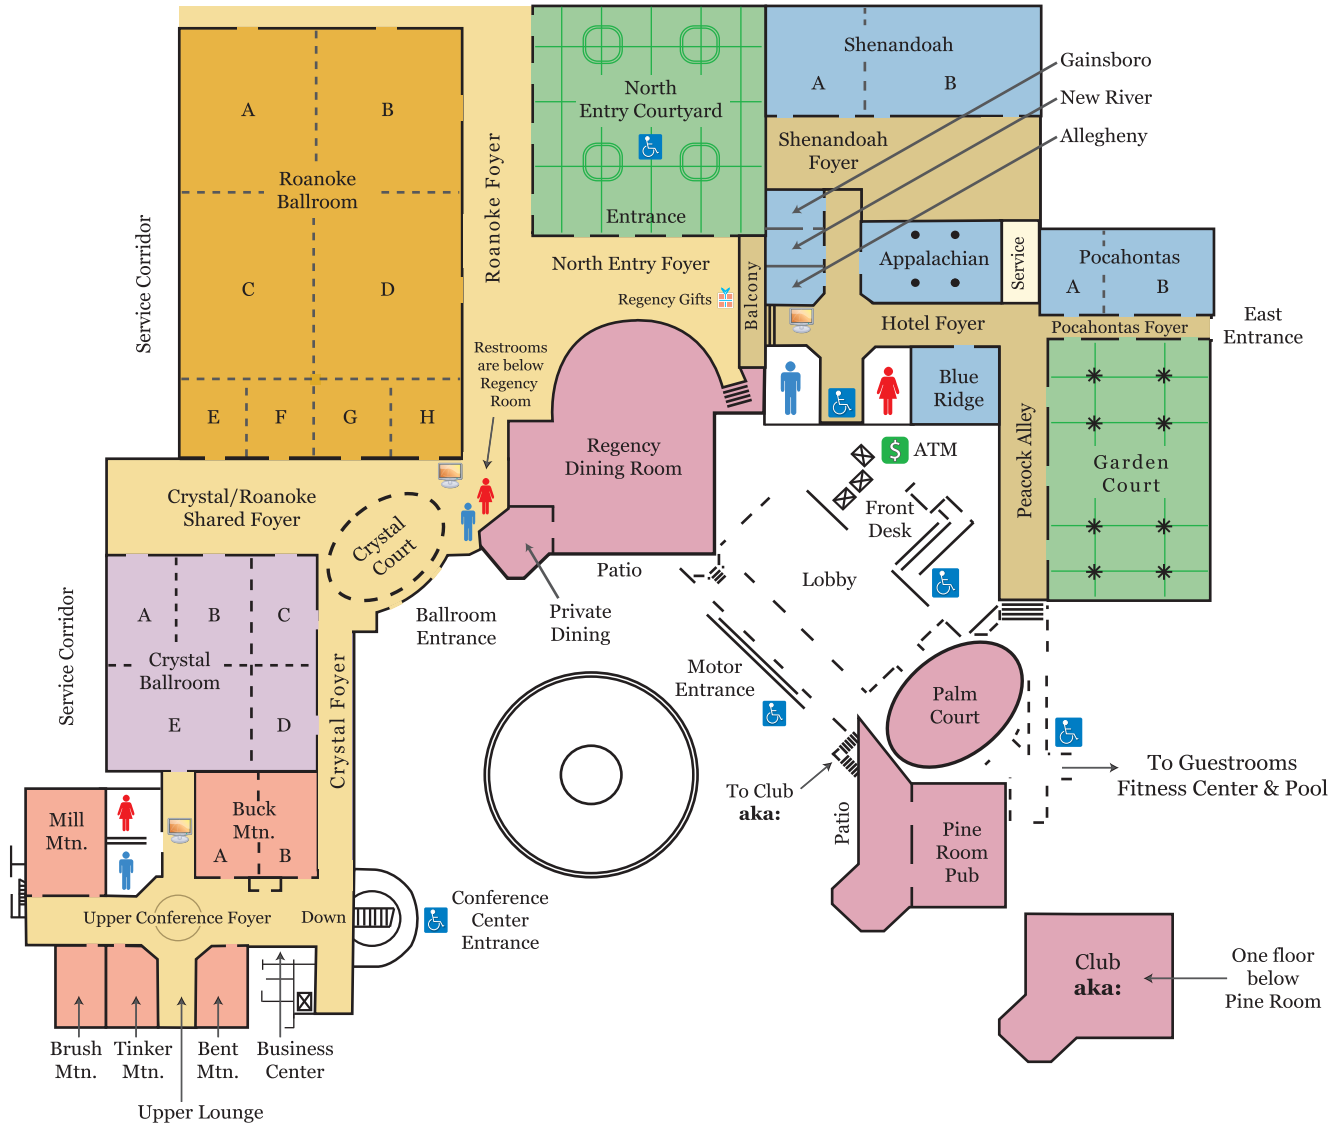 Shenandoah
A
B
Gainsboro
New River
Allegheny
North
Entry Courtyard
Entrance
Shenandoah
Foyer
A
B
Roanoke
Ballroom
C
D
E
F
G
H
Roanoke Foyer
Service Corridor
North Entry Foyer
Regency Gifts
Balcony
Appalachian
Service
Pocahontas
A
B
Hotel Foyer
Pocahontas Foyer
East
Entrance
Restrooms
are below
Regency
Room
Blue
Ridge
Peacock Alley
Garden
Court
Regency
Dining Room
$ ATM
Front
Desk
Lobby
Crystal/Roanoke
Shared Foyer
Crystal
Court
Patio
Private
Dining
Ballroom
Entrance
Service Corridor
A
B
C
Crystal
Ballroom
E
D
Crystal Foyer
Motor
Entrance
Palm
Court
To Guestrooms
Fitness Center & Pool
To Club
aka:
Patio
Pine
Room
Pub
Mill
Mtn.
Buck
Mtn.
A
B
Upper Conference Foyer
Down
Conference
Center
Entrance
Club
aka:
One floor
below
Pine Room
Brush
Mtn.
Tinker
Mtn.
Bent
Mtn.
Business
Center
Upper Lounge